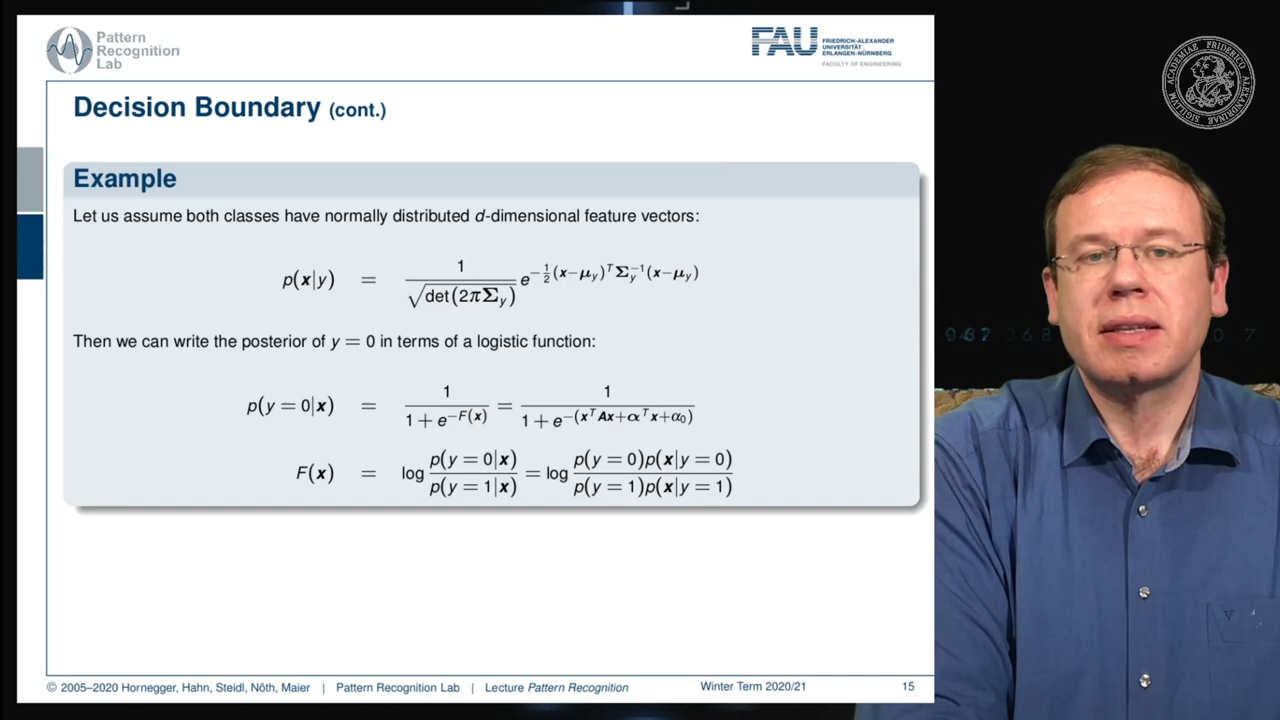 Pattern
Recognition
Lab
FAU
FRIEDRICH-ALEXANDER
UNIVERSITÄT
ERLANGEN-NÜRNBERG
FACULTY OF ENGINEERING
Decision Boundary (cont.)
Example
Let us assume both classes have normally distributed d-dimensional feature vectors:
p(x|y) = 1 / √det(2πΣ_y) e^{−½(x−μ_y)^T Σ_y^{−1}(x−μ_y)}
Then we can write the posterior of y = 0 in terms of a logistic function:
p(y = 0|x) = 1 / (1 + e^{−F(x)}) = 1 / (1 + e^{−(x^T Ax+α^T x+α_0)})
F(x) = log p(y = 0|x) / p(y = 1|x) = log p(y = 0)p(x|y = 0) / p(y = 1)p(x|y = 1)
© 2005–2020 Hornegger, Hahn, Steidl, Nöth, Maier | Pattern Recognition Lab | Lecture Pattern Recognition Winter Term 2020/21 15